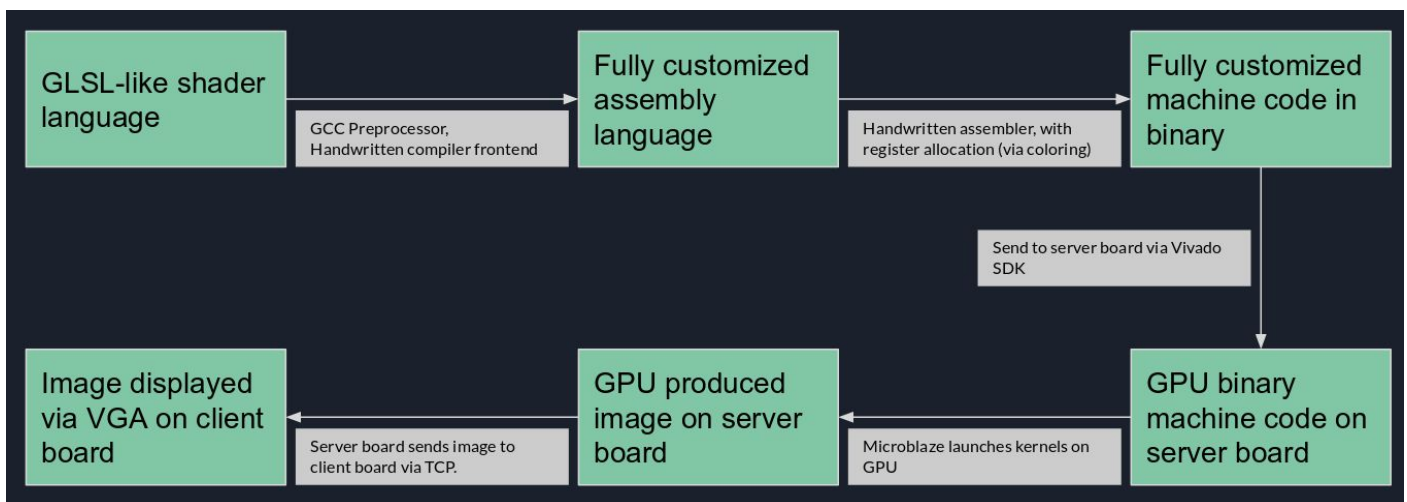 GLSL-like shader
language
GCC Preprocessor,
Handwritten compiler frontend
Fully customized
assembly
language
Handwritten assembler, with
register allocation (via coloring)
Fully customized
machine code in
binary
Send to server board via Vivado
SDK
GPU binary
machine code on
server board
Microblaze launches kernels on
GPU
GPU produced
image on server
board
Server board sends image to
client board via TCP.
Image displayed
via VGA on client
board